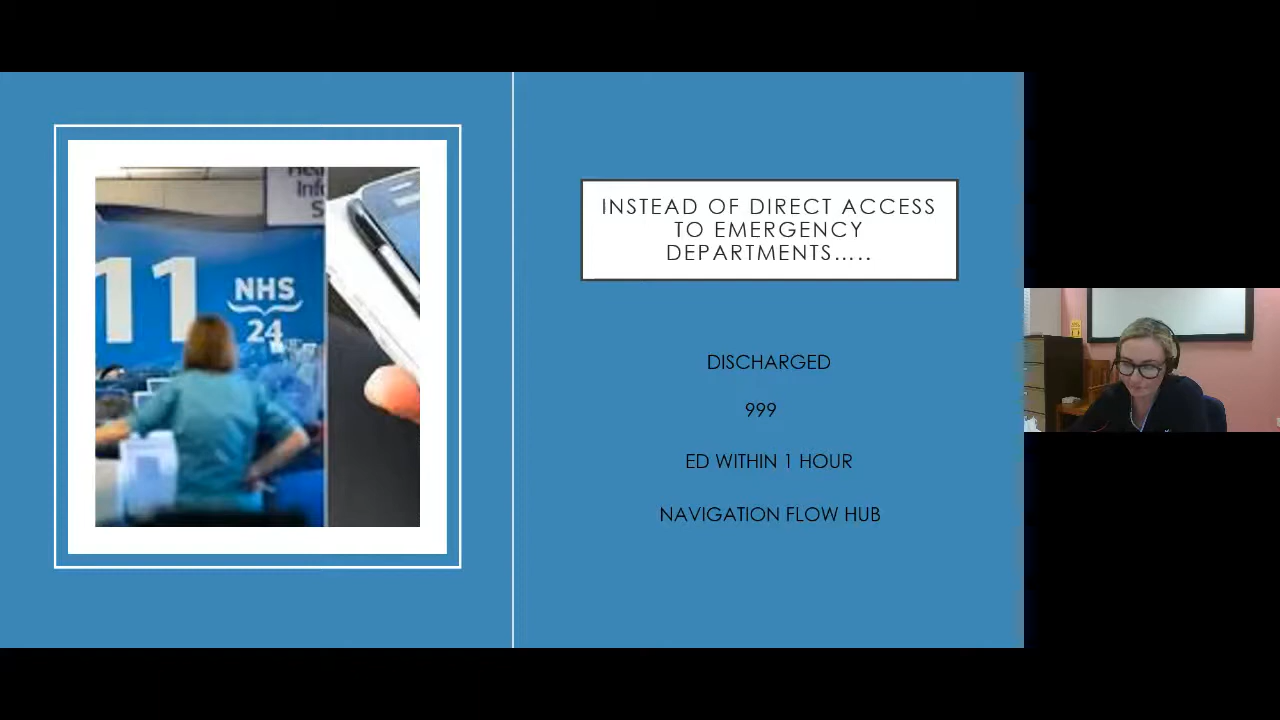 Info
11
NHS
24
INSTEAD OF DIRECT ACCESS
TO EMERGENCY
DEPARTMENTS.....
DISCHARGED
999
ED WITHIN 1 HOUR
NAVIGATION FLOW HUB